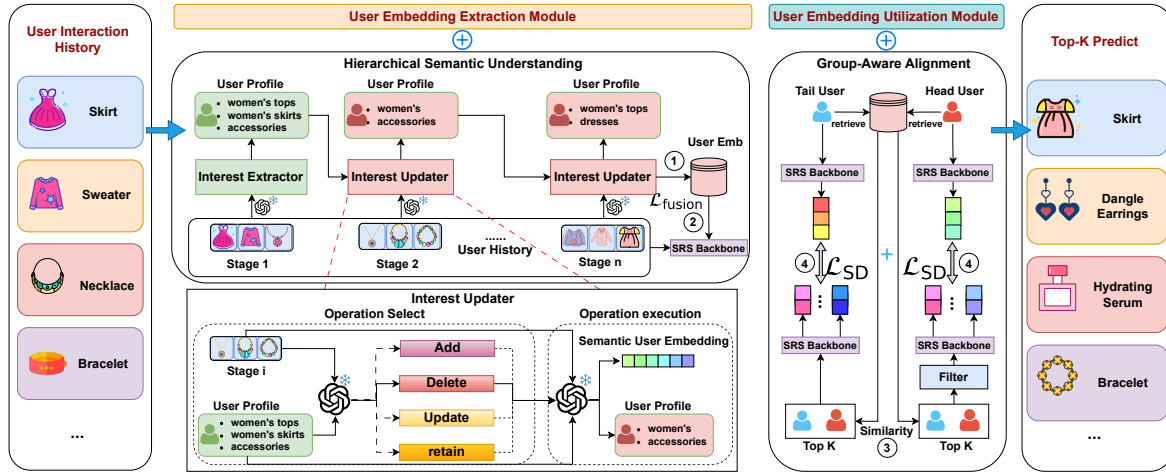 User Interaction
History
Skirt
Sweater
Necklace
Bracelet
...
User Embedding Extraction Module
Hierarchical Semantic Understanding
User Profile
• women's tops
• women's skirts
• accessories
User Profile
• women's
• accessories
User Profile
• women's tops
• dresses
Interest Extractor
Interest Updater
Interest Updater
1
User Emb
ℒfusion
2
SRS Backbone
Stage 1
Stage 2
......
User History
Stage n
Interest Updater
Operation Select
Stage i
User Profile
• women's tops
• women's skirts
• accessories
Add
Delete
Update
retain
Operation execution
Semantic User Embedding
User Profile
• women's
• accessories
User Embedding Utilization Module
Group-Aware Alignment
Tail User
Head User
retrieve
retrieve
SRS Backbone
SRS Backbone
4
ℒSD
ℒSD
4
SRS Backbone
SRS Backbone
Filter
Top K
Similarity
3
Top K
Top-K Predict
Skirt
Dangle
Earrings
Hydrating
Serum
Bracelet
...